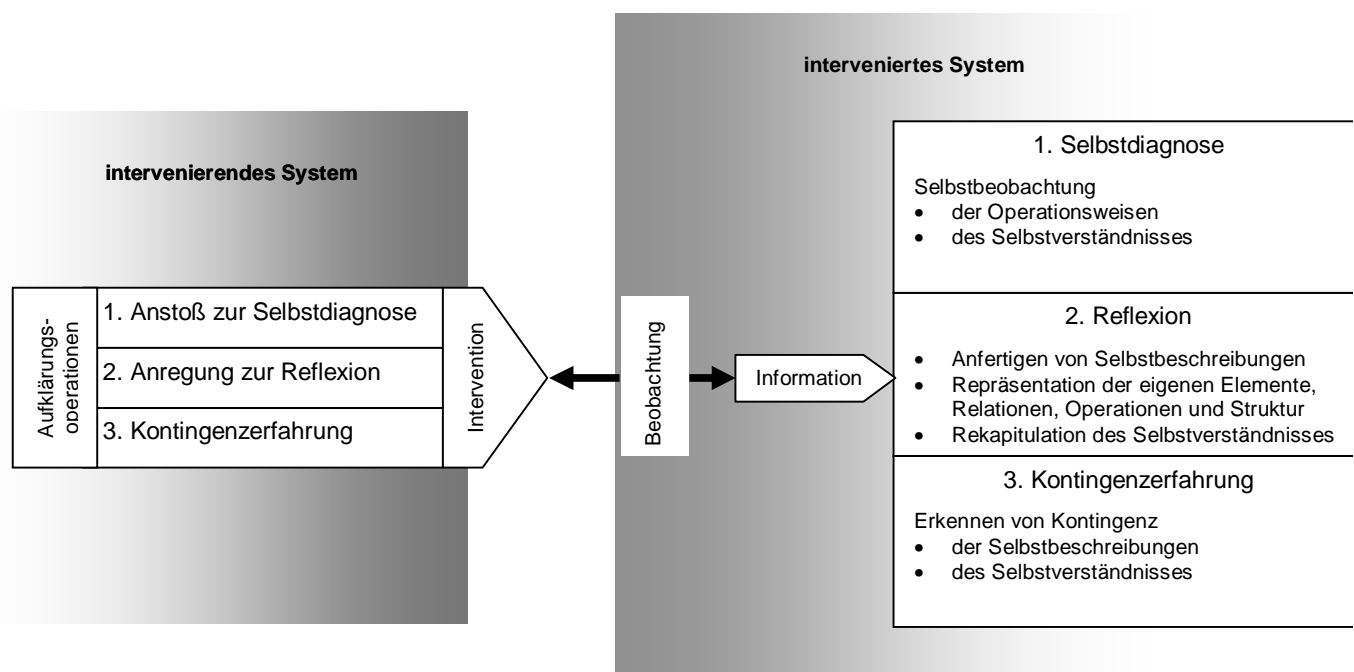 interveniertes System
intervenierendes System
Aufklärungs-
operationen
1. Anstoß zur Selbstdiagnose
2. Anregung zur Reflexion
3. Kontingenzerfahrung
Intervention
Beobachtung
Information
1. Selbstdiagnose
Selbstbeobachtung
• der Operationsweisen
• des Selbstverständnisses
2. Reflexion
• Anfertigen von Selbstbeschreibungen
• Repräsentation der eigenen Elemente,
Relationen, Operationen und Struktur
• Rekapitulation des Selbstverständnisses
3. Kontingenzerfahrung
Erkennen von Kontingenz
• der Selbstbeschreibungen
• des Selbstverständnisses